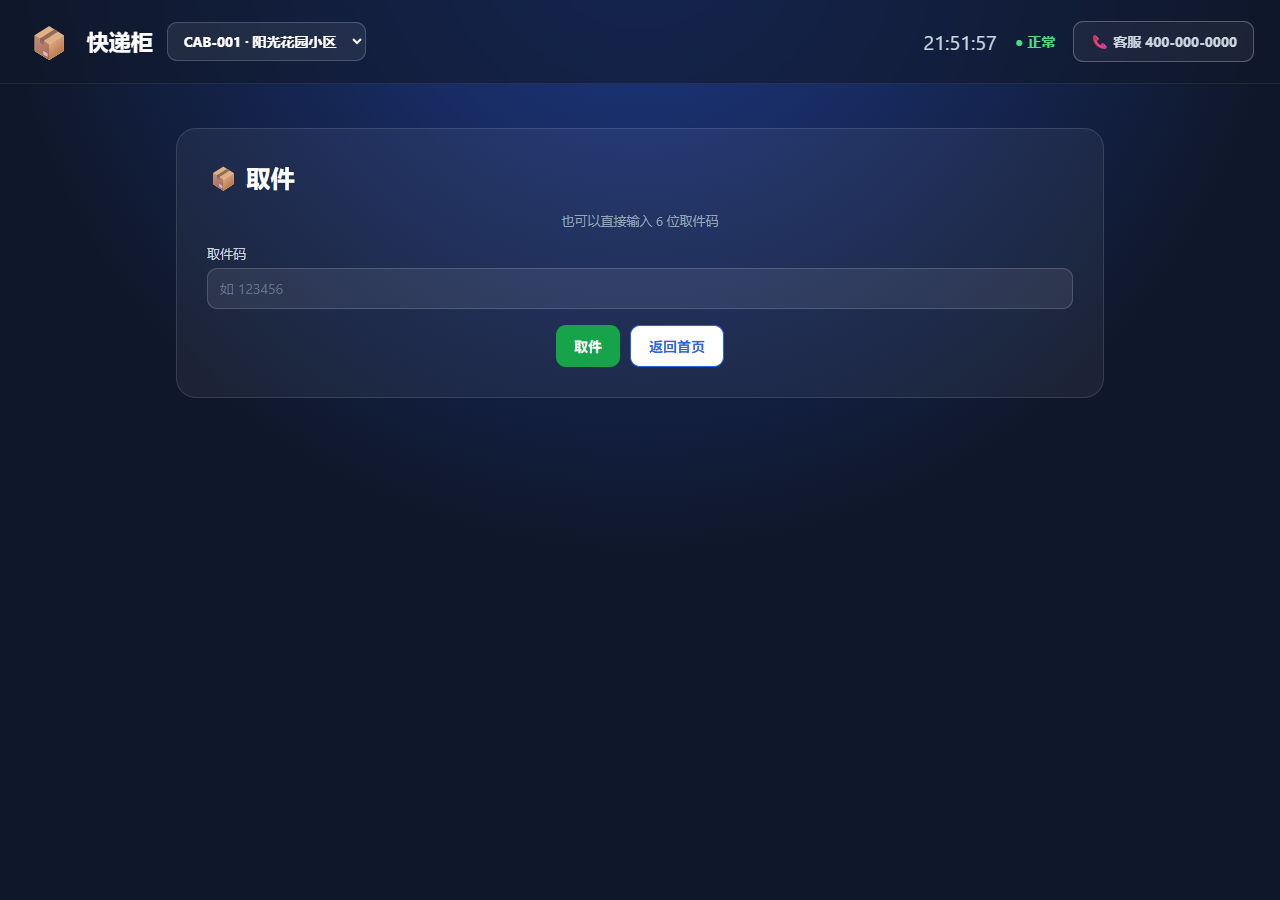 快递柜
CAB-001 · 阳光花园小区
21:51:57
● 正常
客服 400-000-0000
取件
也可以直接输入 6 位取件码
取件码
如 123456
取件
返回首页